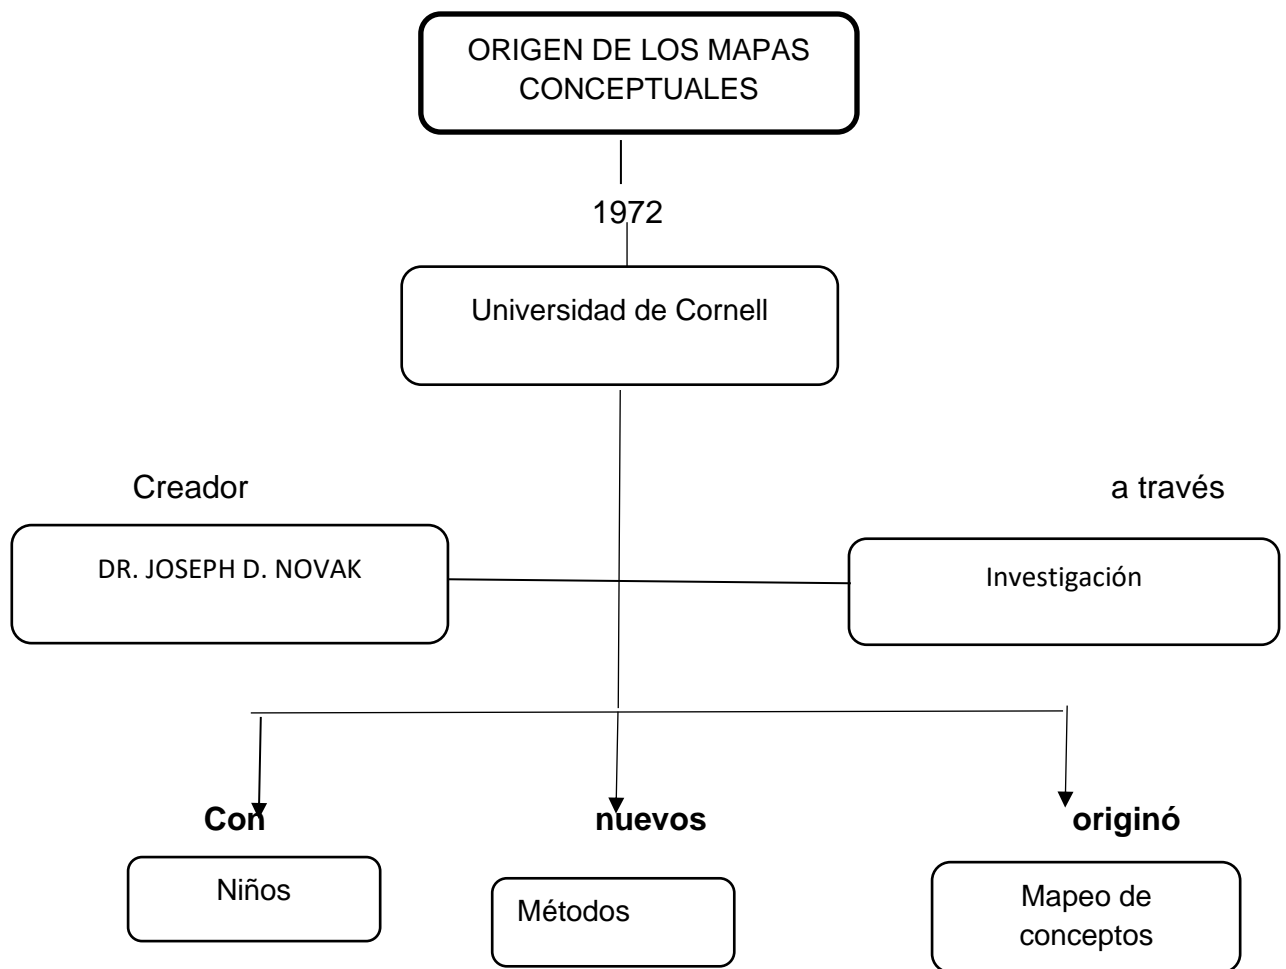 ORIGEN DE LOS MAPAS
CONCEPTUALES
1972
Universidad de Cornell
Creador
a través
DR. JOSEPH D. NOVAK
Investigación
Con
nuevos
originó
Niños
Métodos
Mapeo de
conceptos